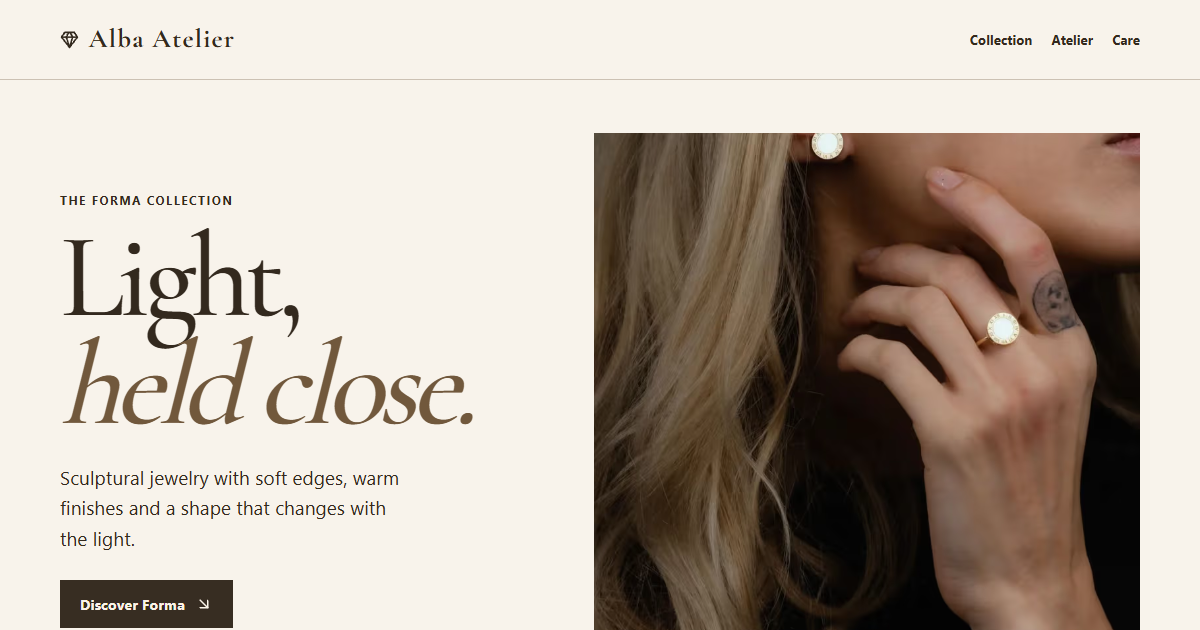 Alba Atelier
Collection Atelier Care
THE FORMA COLLECTION
Light,
held close.
Sculptural jewelry with soft edges, warm
finishes and a shape that changes with
the light.
Discover Forma